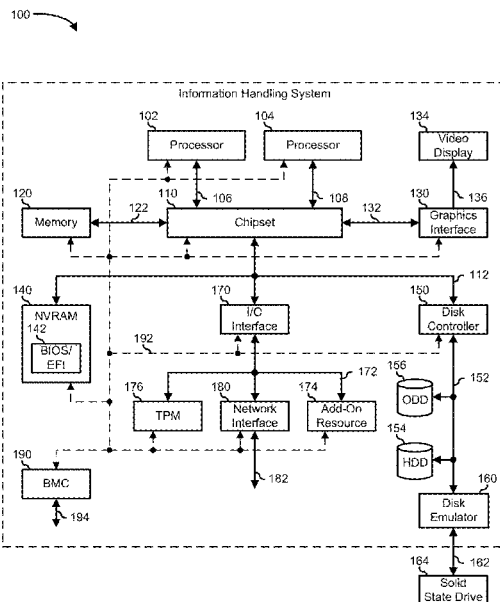 100
Information Handling System
102
104
134
Processor
Processor
Video
Display
120
110
106
108
130
136
Memory
122
Chipset
132
Graphics
Interface
112
140
170
150
NVRAM
I/O
Interface
Disk
Controller
142
BIOS/
EFI
192
172
156
152
176
180
174
ODD
TPM
Network
Interface
Add-On
Resource
154
190
HDD
BMC
182
160
194
Disk
Emulator
164
162
Solid
State Drive